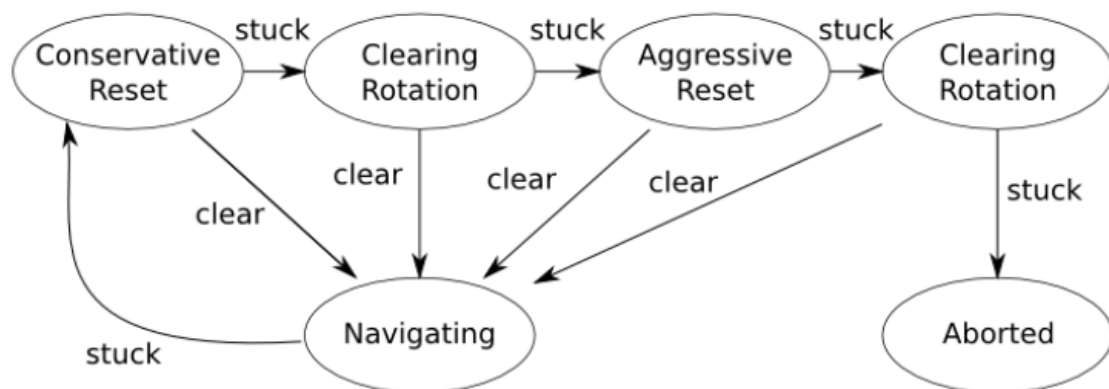 stuck
stuck
stuck
Conservative
Reset
Clearing
Rotation
Aggressive
Reset
Clearing
Rotation
clear
clear
clear
clear
stuck
Navigating
Aborted
stuck